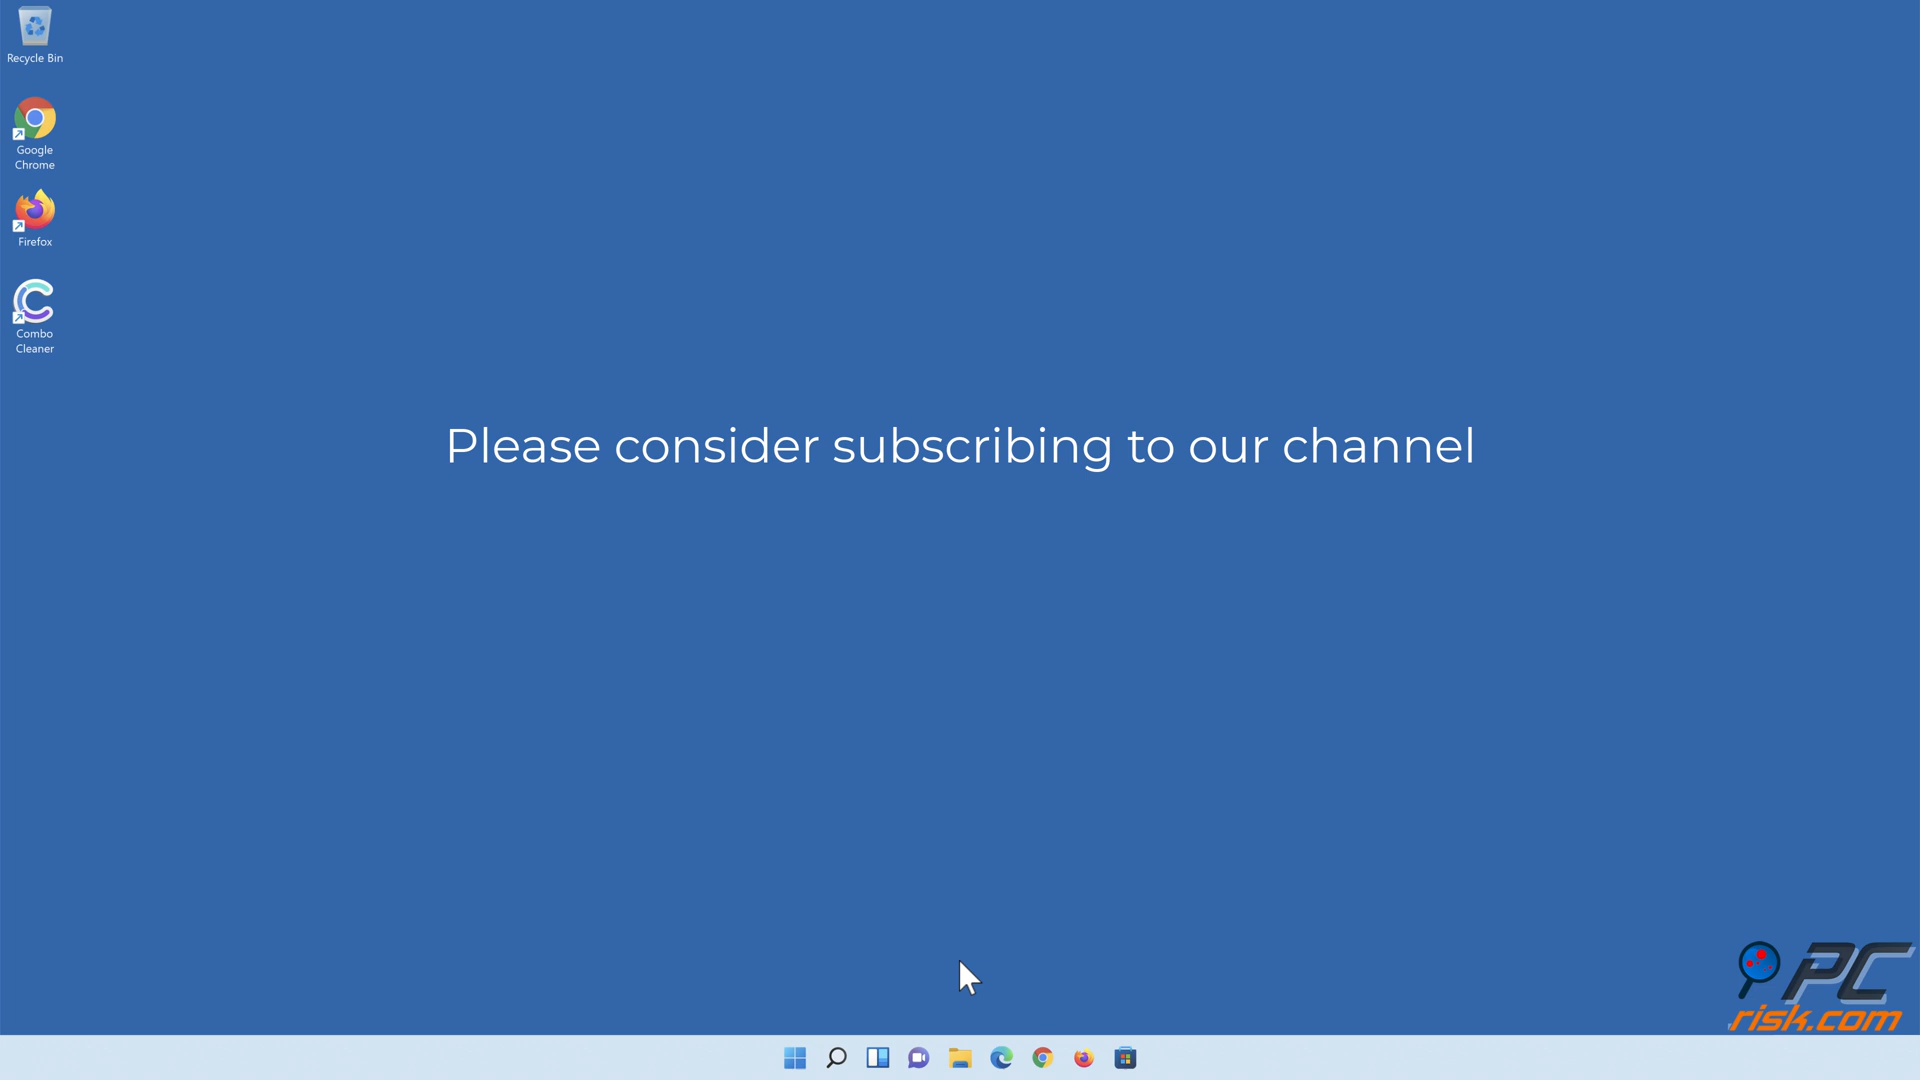 Recycle Bin
Google
Chrome
Firefox
Combo
Cleaner
Please consider subscribing to our channel
PC
risk.com